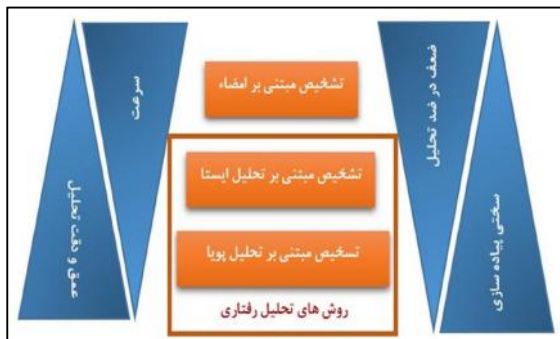 ضعف در ضد تحلیل
سختی پیاده سازی
تشخیص مبتنی بر امضاء
تشخیص مبتنی بر تحلیل ایستا
تسخیص مبتنی بر تحلیل پویا
روش های تحلیل رفتاری
سرعت
عمق و دقت تحلیل